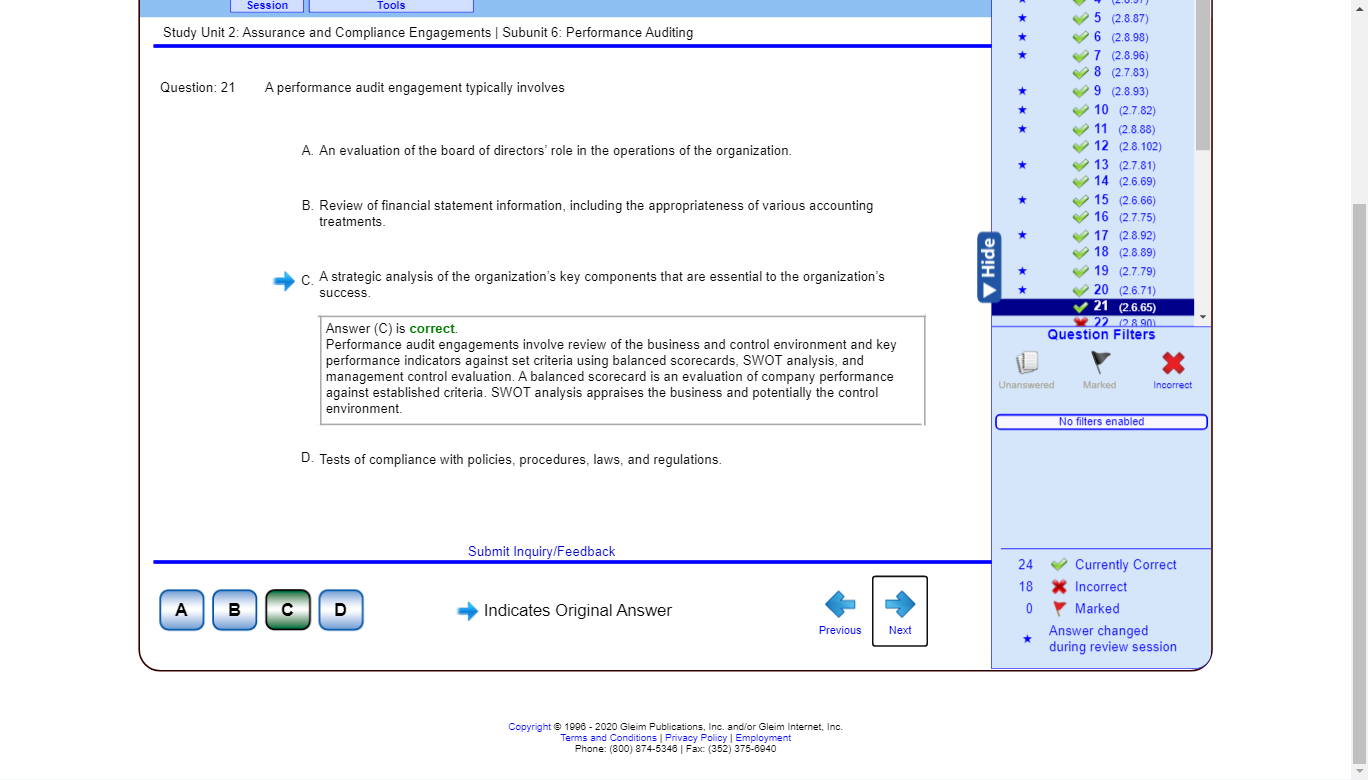 Session
Tools
Study Unit 2: Assurance and Compliance Engagements | Subunit 6: Performance Auditing
Question: 21 A performance audit engagement typically involves
A. An evaluation of the board of directors' role in the operations of the organization.
B. Review of financial statement information, including the appropriateness of various accounting
treatments.
C. A strategic analysis of the organization's key components that are essential to the organization's
success.
Answer (C) is correct.
Performance audit engagements involve review of the business and control environment and key
performance indicators against set criteria using balanced scorecards, SWOT analysis, and
management control evaluation. A balanced scorecard is an evaluation of company performance
against established criteria. SWOT analysis appraises the business and potentially the control
environment.
D. Tests of compliance with policies, procedures, laws, and regulations.
Submit Inquiry/Feedback
A
B
C
D
Indicates Original Answer
Previous
Next
5 (2.8.87)
6 (2.8.98)
7 (2.8.96)
8 (2.7.83)
9 (2.8.93)
10 (2.7.82)
11 (2.8.88)
12 (2.8.102)
13 (2.7.81)
14 (2.6.69)
15 (2.6.66)
16 (2.7.75)
17 (2.8.92)
18 (2.8.89)
19 (2.7.79)
20 (2.6.71)
21 (2.6.65)
22 (2.8.90)
Hide
Question Filters
Unanswered
Marked
Incorrect
No filters enabled
24 Currently Correct
18 Incorrect
0 Marked
Answer changed
during review session
Copyright © 1996 - 2020 Gleim Publications, Inc. and/or Gleim Internet, Inc.
Terms and Conditions | Privacy Policy | Employment
Phone: (800) 874-5346 | Fax: (352) 375-6940